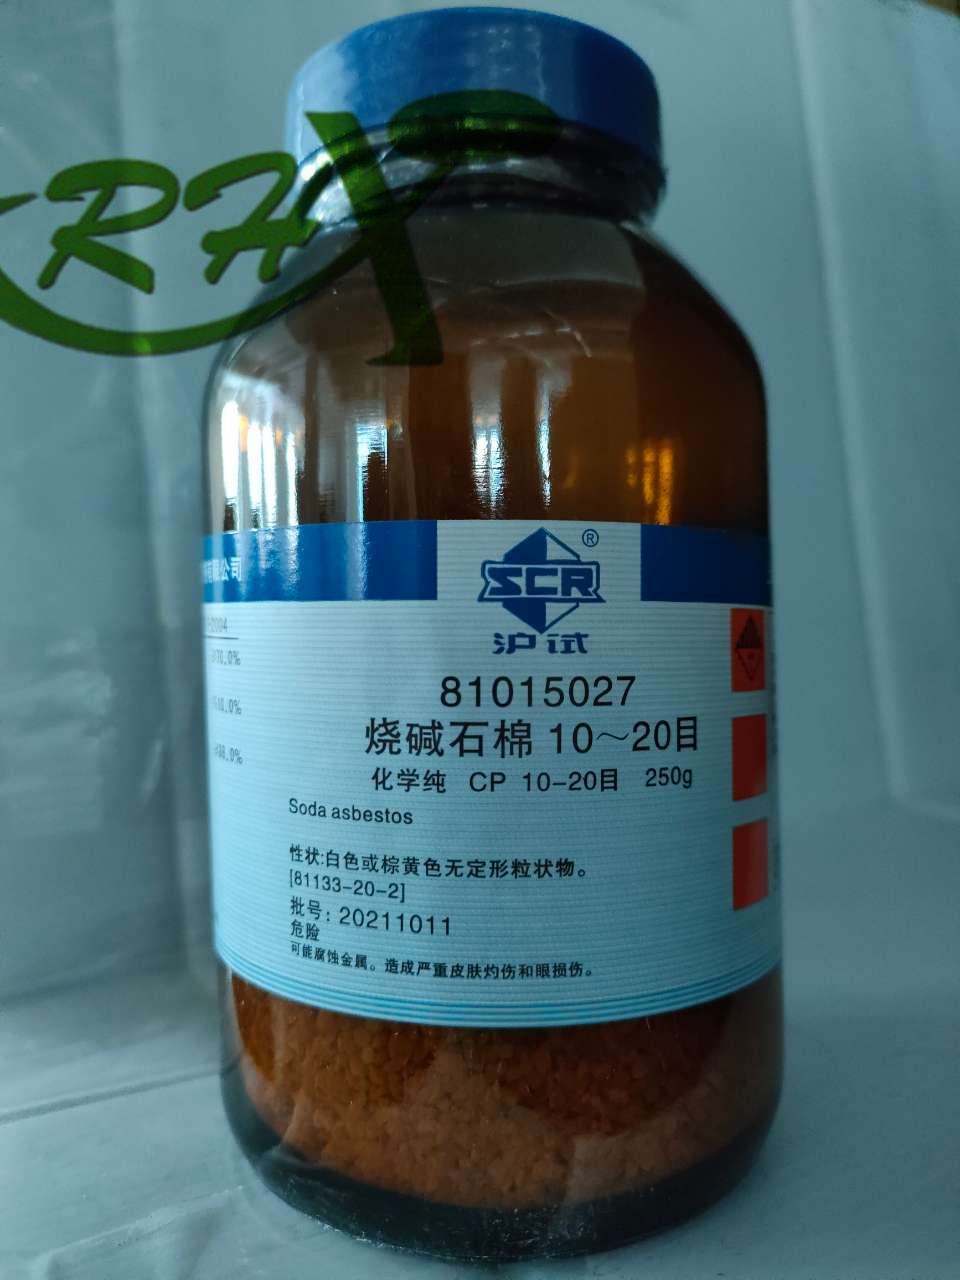 RHX
®
SCR
沪试
81015027
烧碱石棉 10～20目
化学纯 CP 10-20目 250g
Soda asbestos
性状:白色或棕黄色无定形粒状物。
[81133-20-2]
批号: 20211011
危险
可能腐蚀金属。造成严重皮肤灼伤和眼损伤。